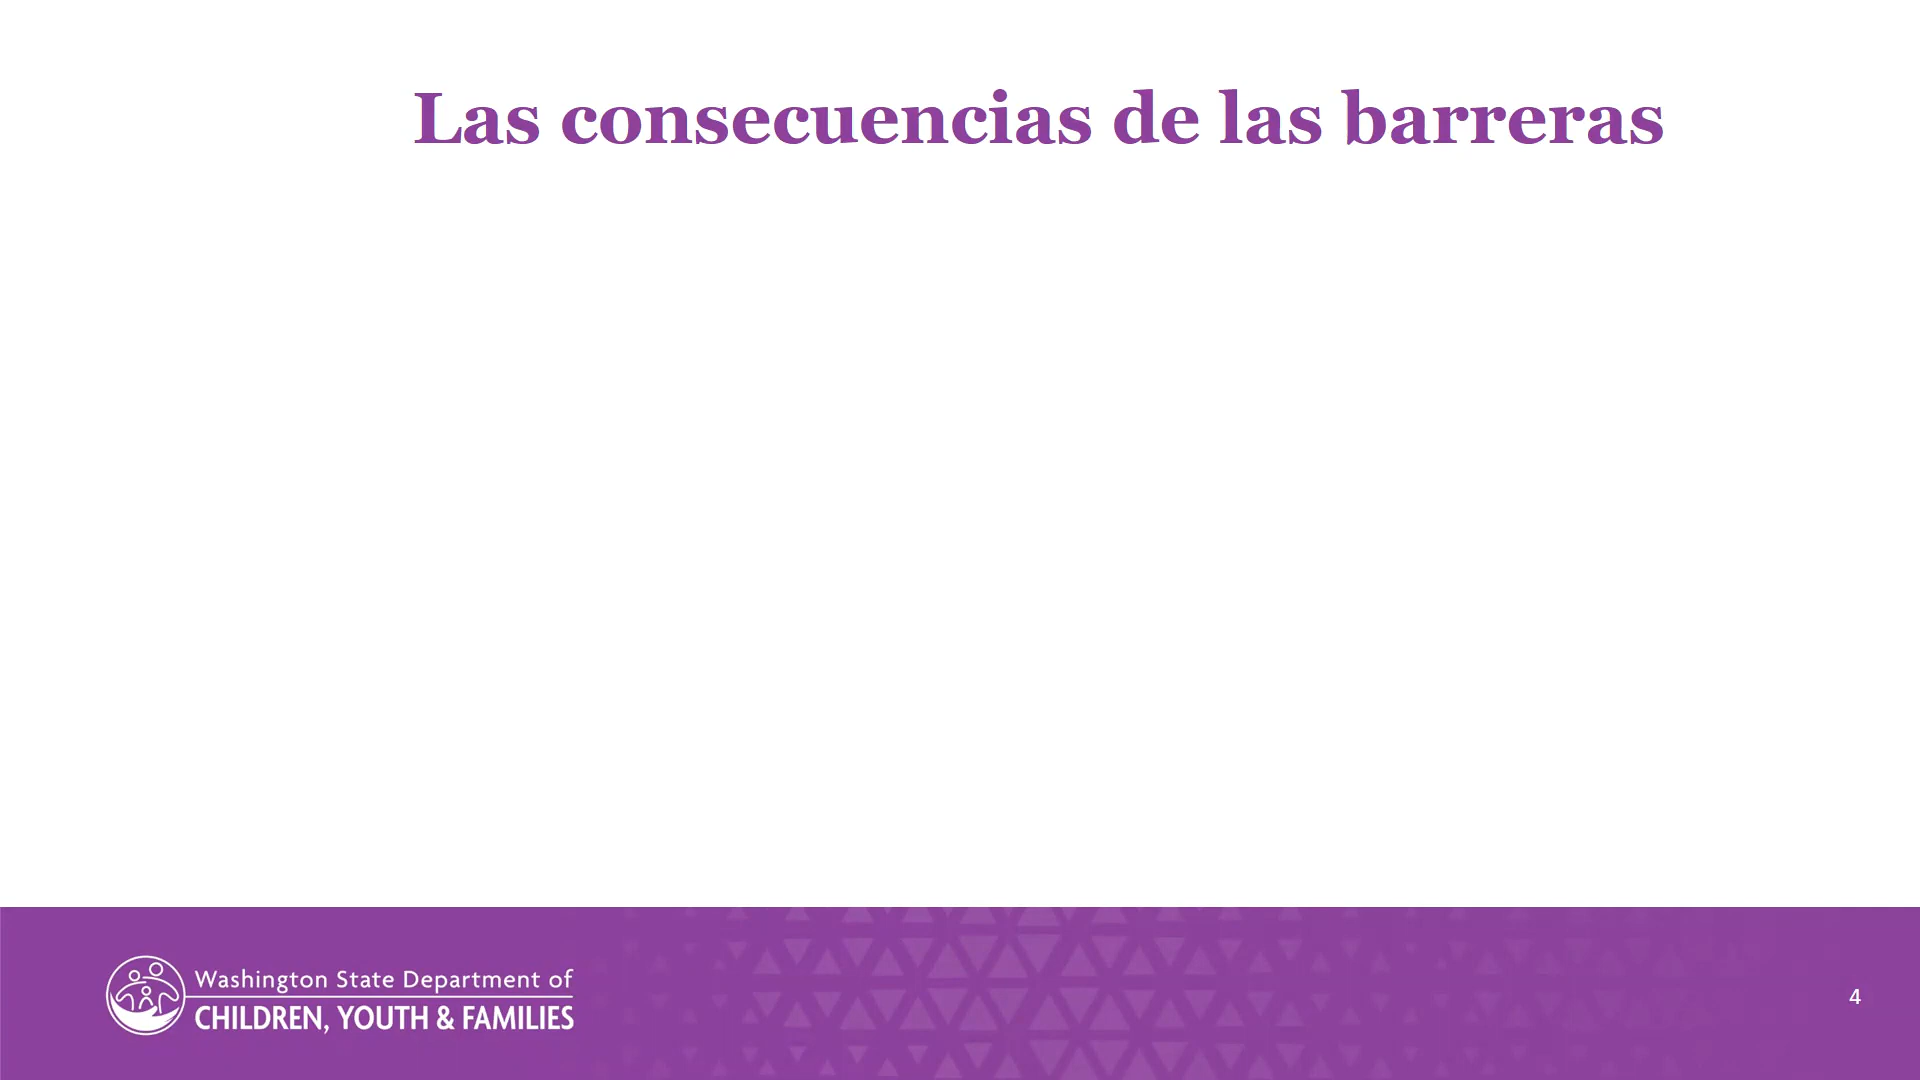 Las consecuencias de las barreras
Washington State Department of
CHILDREN, YOUTH & FAMILIES
4